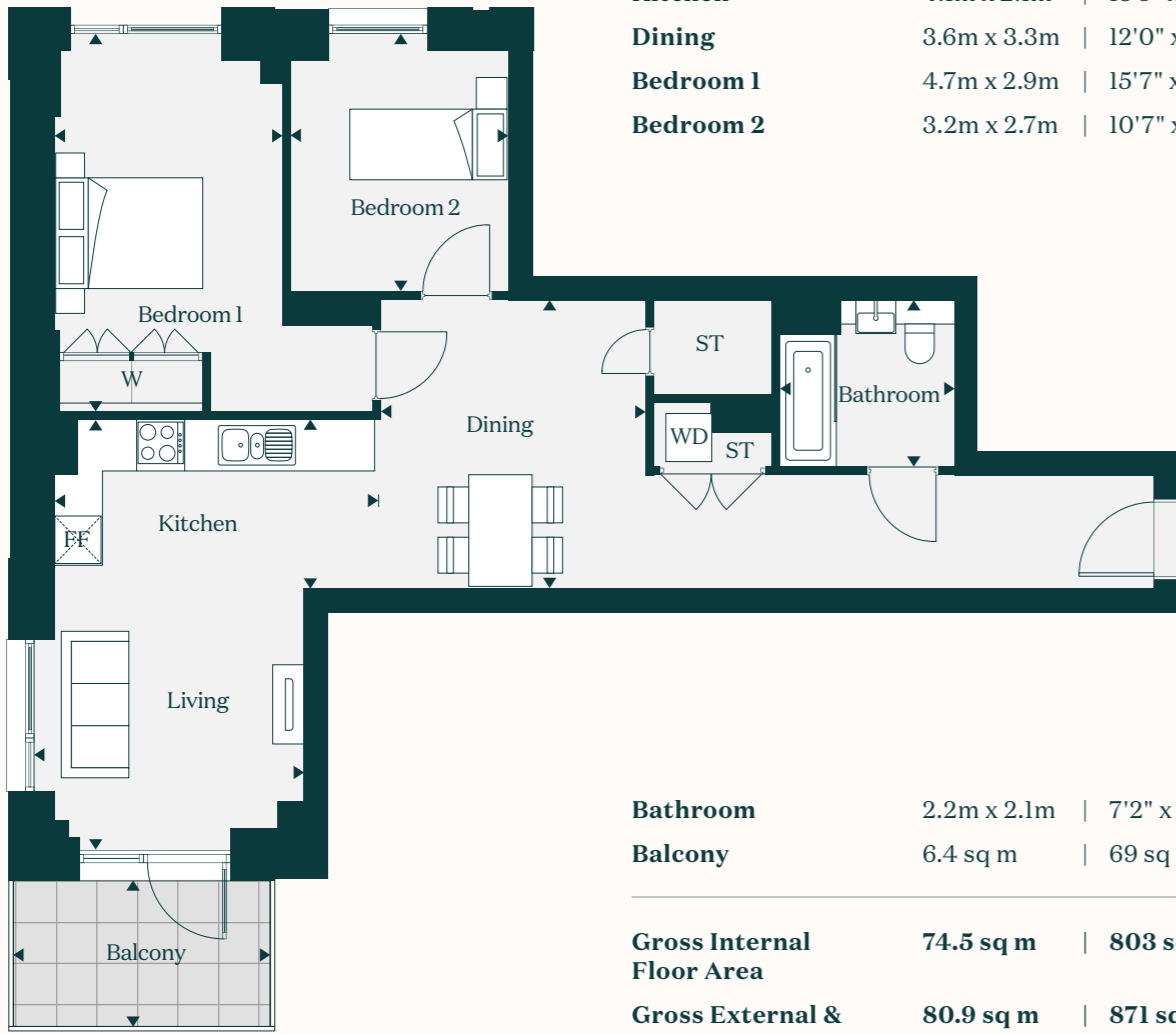 Dining 3.6m x 3.3m | 12'0" x
Bedroom 1 4.7m x 2.9m | 15'7" x
Bedroom 2 3.2m x 2.7m | 10'7" x
Bedroom 2
Bedroom 1
W
ST
Bathroom
Dining
WD
ST
Kitchen
FF
Living
Balcony
Bathroom 2.2m x 2.1m | 7'2" x
Balcony 6.4 sq m | 69 sq
Gross Internal 74.5 sq m | 803 s
Floor Area
Gross External & 80.9 sq m | 871 sq